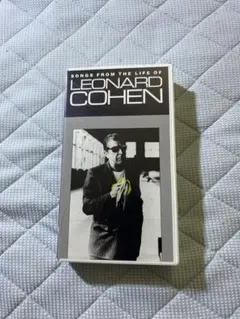 SONGS FROM THE LIFE OF
LEONARD
COHEN